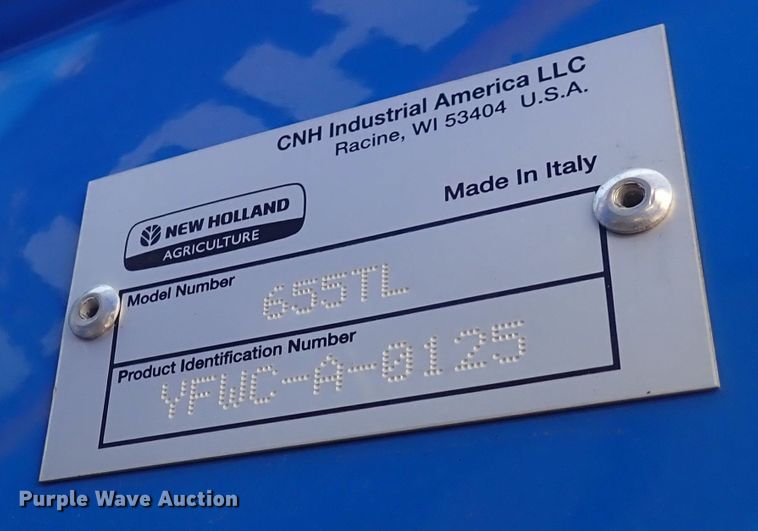 CNH Industrial America LLC
Racine, WI 53404 U.S.A.
NEW HOLLAND
AGRICULTURE
Made In Italy
Model Number
655TL
Product Identification Number
YFWC-A-0125
Purple Wave Auction